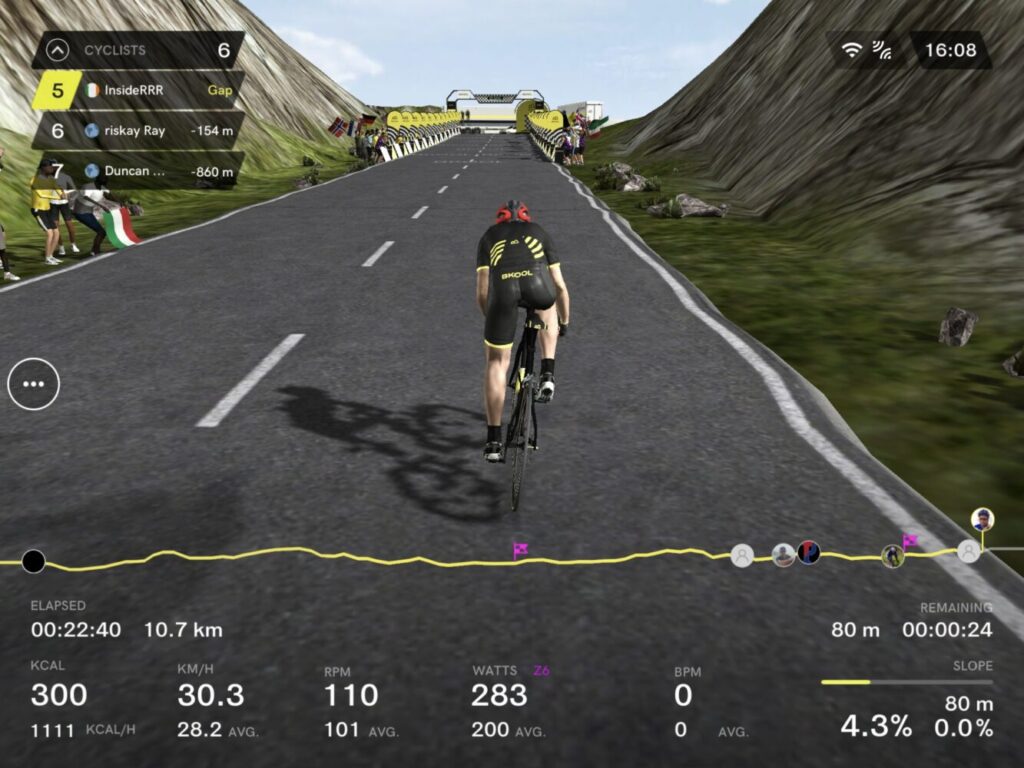 CYCLISTS 6
16:08
5 InsideRRR Gap
6 riskay Ray -154 m
7 Duncan ... -860 m
BKOOL
ELAPSED
00:22:40 10.7 km
REMAINING
80 m 00:00:24
KCAL
300
1111 KCAL/H
KM/H
30.3
28.2 AVG.
RPM
110
101 AVG.
WATTS Z6
283
200 AVG.
BPM
0
0 AVG.
SLOPE
80 m
4.3% 0.0%